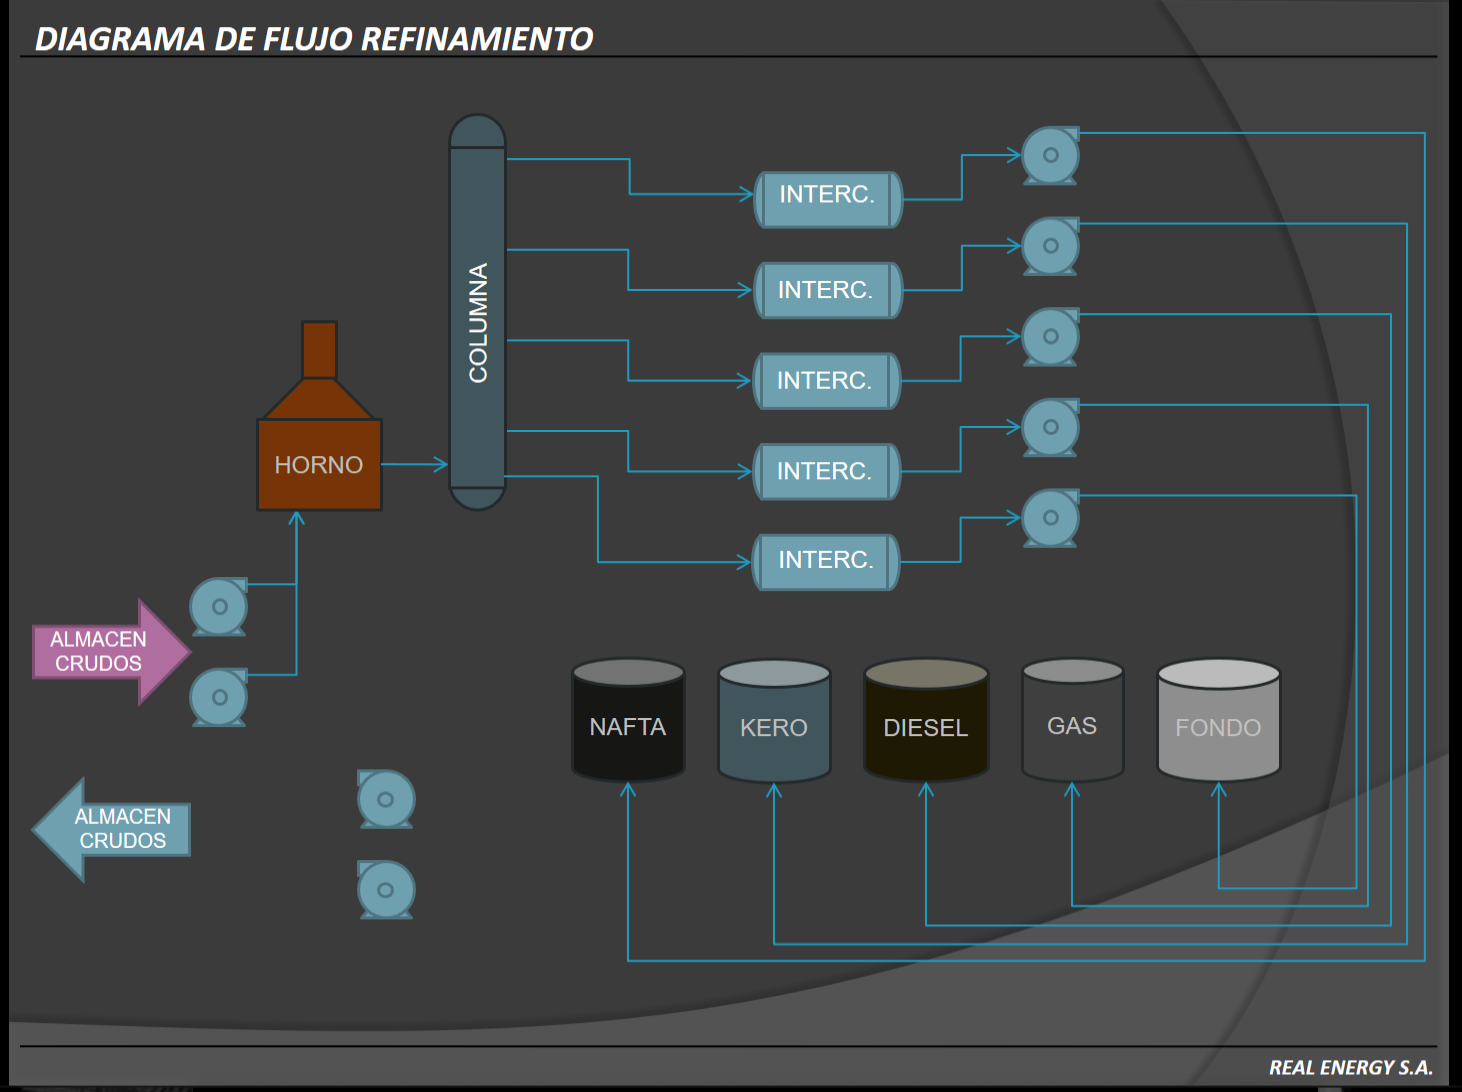 DIAGRAMA DE FLUJO REFINAMIENTO
INTERC.
INTERC.
COLUMNA
INTERC.
HORNO
INTERC.
INTERC.
ALMACEN
CRUDOS
NAFTA
KERO
DIESEL
GAS
FONDO
ALMACEN
CRUDOS
REAL ENERGY S.A.